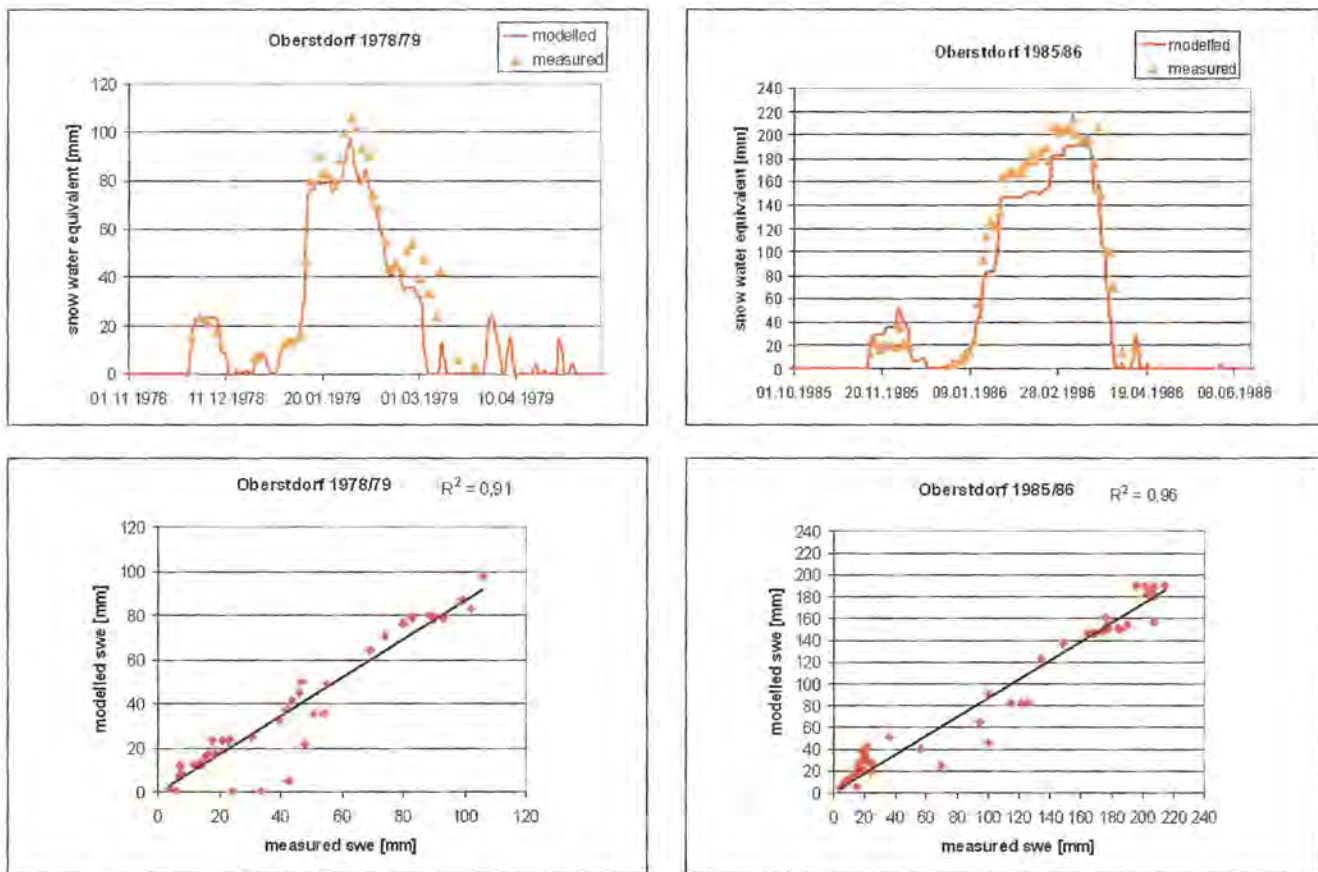 Oberstdorf 1978/79
modelled
measured
snow water equivalent [mm]
120
100
80
60
40
20
0
01.11.1978
11.12.1978
20.01.1979
01.03.1979
10.04.1979
Oberstdorf 1985/86
modelled
measured
snow water equivalent [mm]
240
220
200
180
160
140
120
100
80
60
40
20
0
01.10.1985
20.11.1985
09.01.1986
28.02.1986
19.04.1986
08.06.1986
Oberstdorf 1978/79
R² = 0,91
modelled swe [mm]
120
100
80
60
40
20
0
0 20 40 60 80 100 120
measured swe [mm]
Oberstdorf 1985/86
R² = 0,96
modelled swe [mm]
240
220
200
180
160
140
120
100
80
60
40
20
0
0 20 40 60 80 100 120 140 160 180 200 220 240
measured swe [mm]